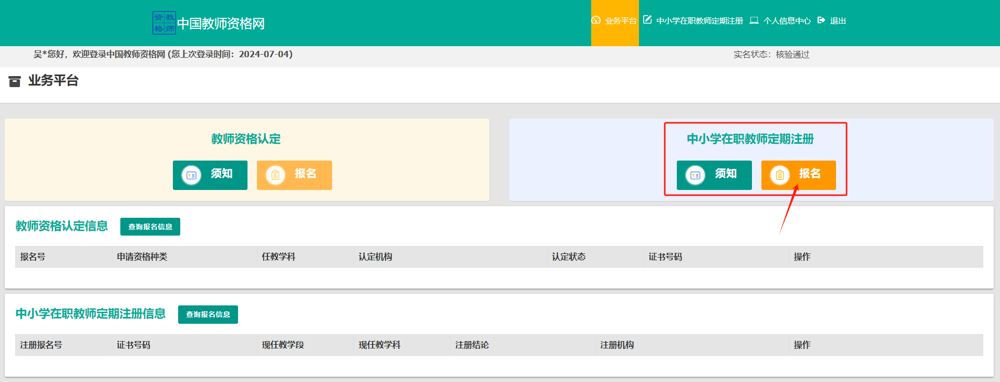 资教
格师
中国教师资格网
业务平台
中小学在职教师定期注册
个人信息中心
退出
吴*您好，欢迎登录中国教师资格网 (您上次登录时间：2024-07-04)
实名状态：核验通过
业务平台
教师资格认定
须知
报名
中小学在职教师定期注册
须知
报名
教师资格认定信息
查询报名信息
报名号 申请资格种类 任教学科 认定机构 认定状态 证书号码 操作
中小学在职教师定期注册信息
查询报名信息
注册报名号 证书号码 现任教学段 现任教学科 注册结论 注册机构 操作